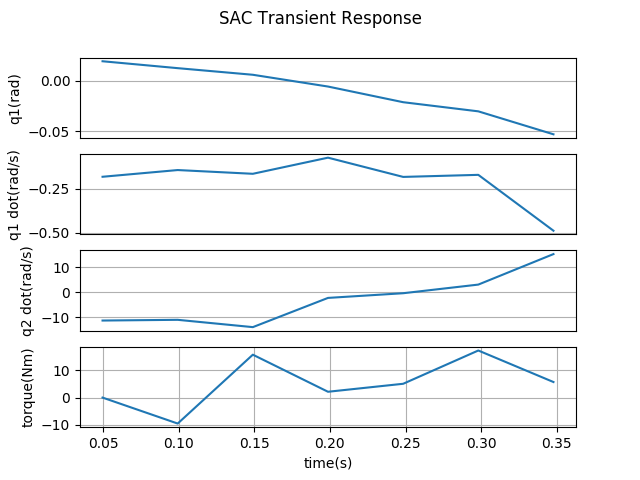 SAC Transient Response
q1(rad)
0.00
−0.05
q1 dot(rad/s)
−0.25
−0.50
q2 dot(rad/s)
10
0
−10
torque(Nm)
10
0
−10
0.05 0.10 0.15 0.20 0.25 0.30 0.35
time(s)